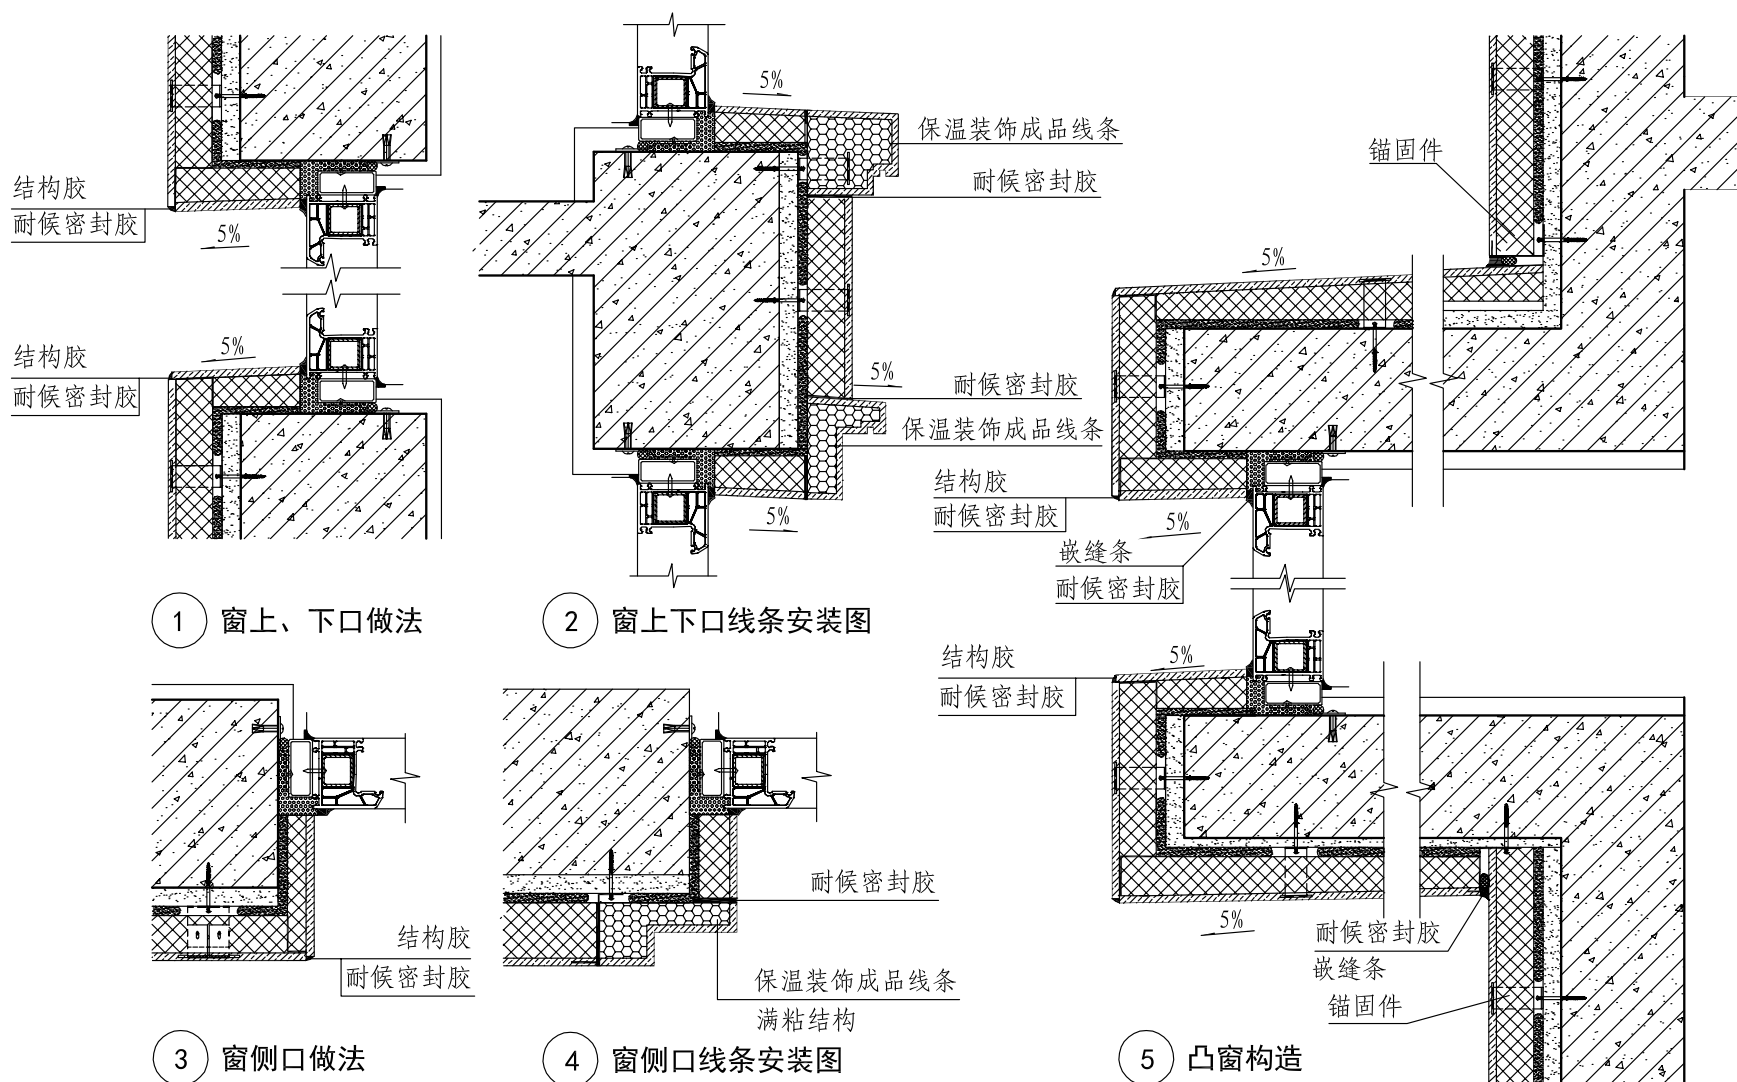 结构胶
耐候密封胶
5%
结构胶
耐候密封胶
5%
1 窗上、下口做法
5%
保温装饰成品线条
耐候密封胶
5%
耐候密封胶
保温装饰成品线条
5%
2 窗上下口线条安装图
结构胶
耐候密封胶
3 窗侧口做法
耐候密封胶
保温装饰成品线条
满粘结构
4 窗侧口线条安装图
锚固件
5%
结构胶
耐候密封胶
5%
嵌缝条
耐候密封胶
结构胶
耐候密封胶
5%
5%
耐候密封胶
嵌缝条
锚固件
5 凸窗构造